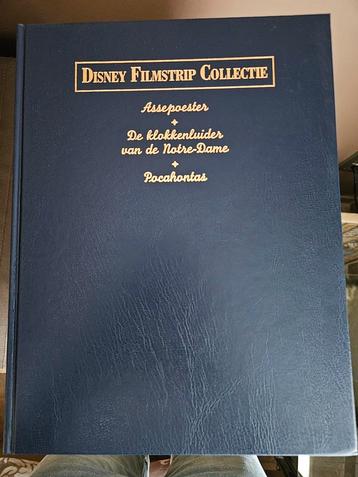 DISNEY FILMSTRIP COLLECTIE
Assepoester
+
De klokkenluider
van de Notre-Dame
+
Pocahontas